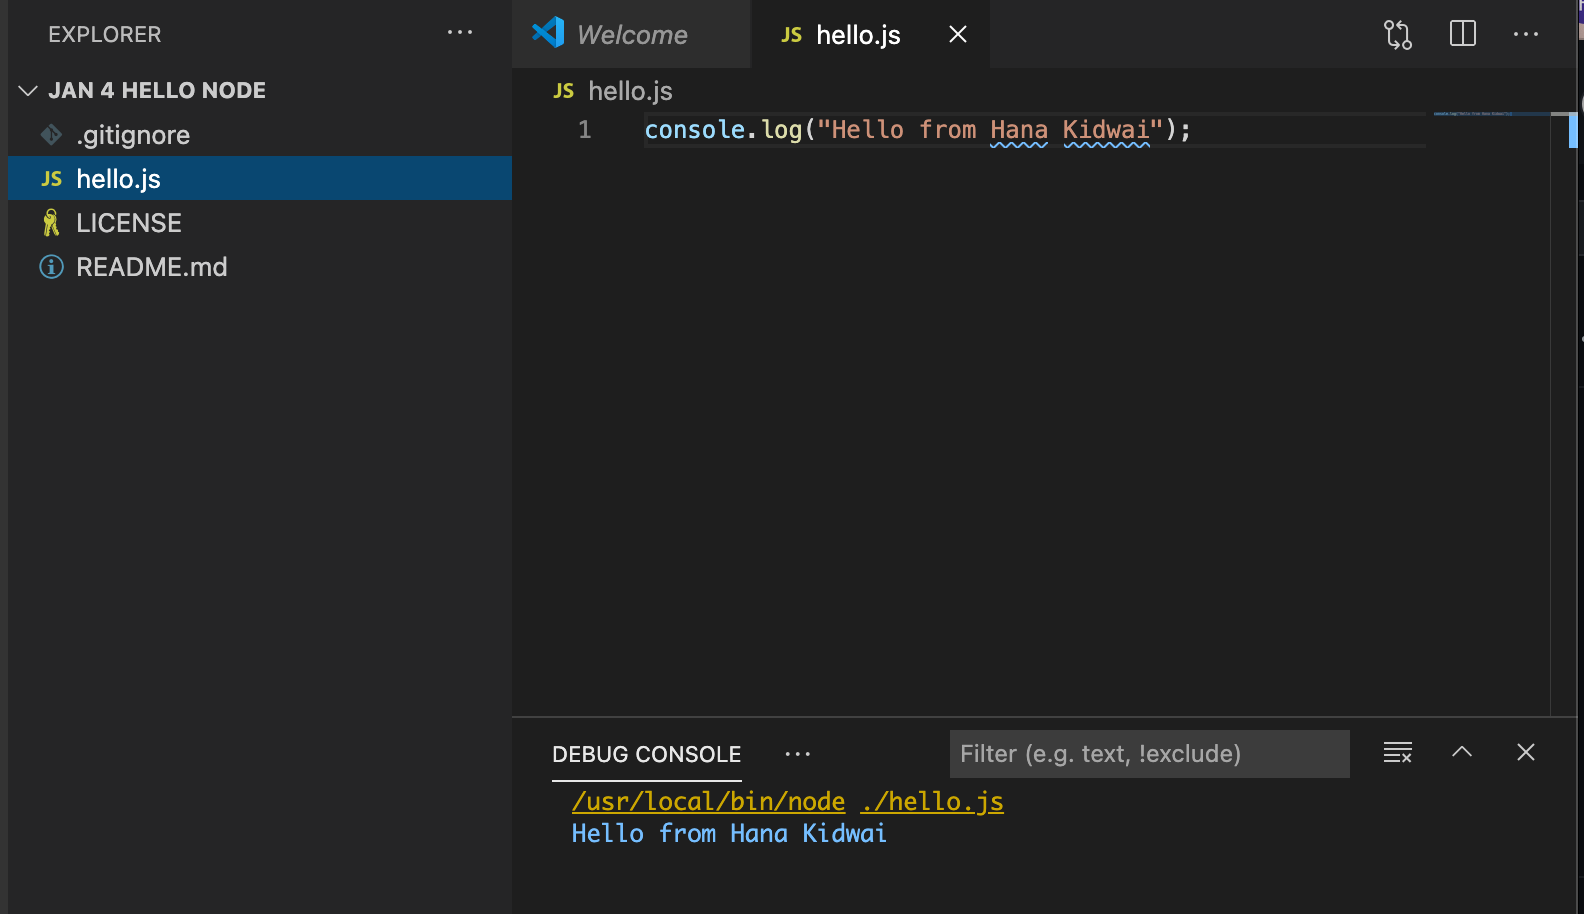 EXPLORER
JAN 4 HELLO NODE
.gitignore
JS hello.js
LICENSE
README.md
Welcome
JS hello.js
JS hello.js
1 console.log("Hello from Hana Kidwai");
DEBUG CONSOLE
Filter (e.g. text, !exclude)
/usr/local/bin/node ./hello.js
Hello from Hana Kidwai